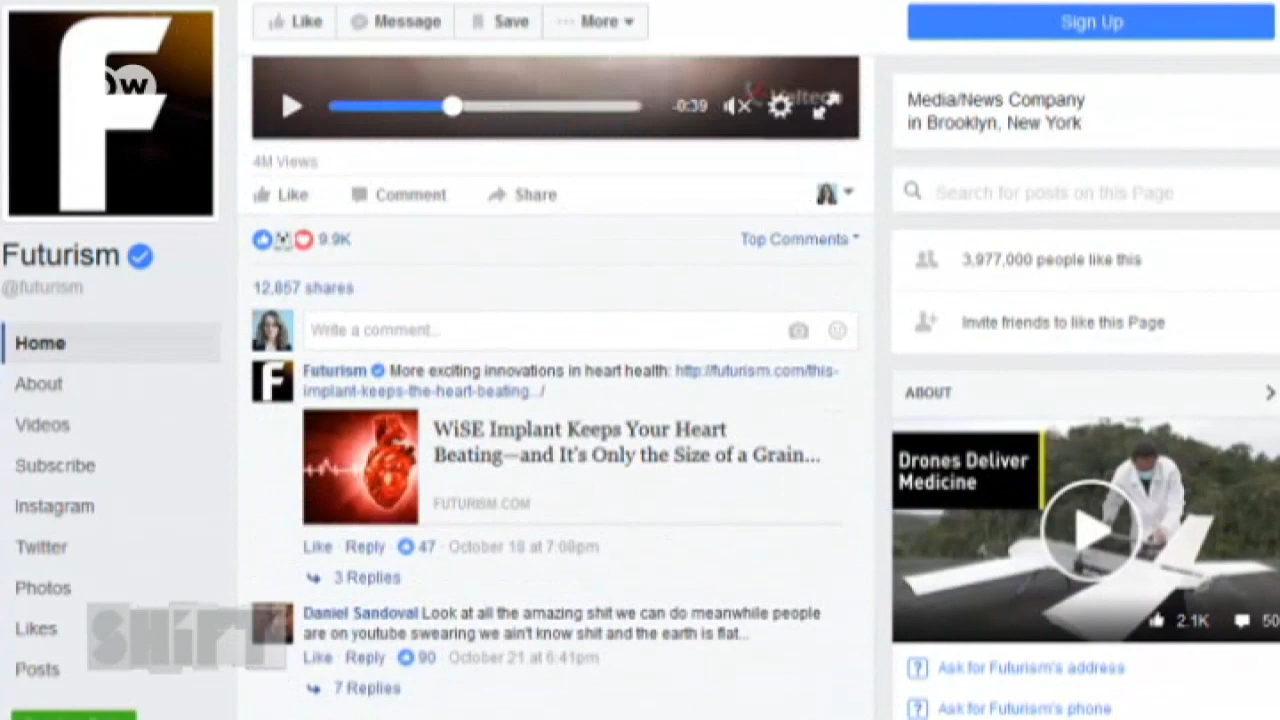 F
DW
Futurism
@futurism
Home
About
Videos
Subscribe
Instagram
Twitter
Photos
Likes
Posts
SHiFT
Like
Message
Save
More
-0:39
4M Views
Like
Comment
Share
9.9K
Top Comments
12,857 shares
Write a comment...
F
Futurism More exciting innovations in heart health: http://futurism.com/this-
implant-keeps-the-heart-beating.../
WiSE Implant Keeps Your Heart
Beating—and It's Only the Size of a Grain...
FUTURISM.COM
Like · Reply · 47 · October 18 at 7:08pm
3 Replies
Daniel Sandoval Look at all the amazing shit we can do meanwhile people
are on youtube swearing we ain't know shit and the earth is flat...
Like · Reply · 90 · October 21 at 6:41pm
7 Replies
Sign Up
Media/News Company
in Brooklyn, New York
Search for posts on this Page
3,977,000 people like this
Invite friends to like this Page
ABOUT
Drones Deliver
Medicine
2.1K
50
Ask for Futurism's address
Ask for Futurism's phone